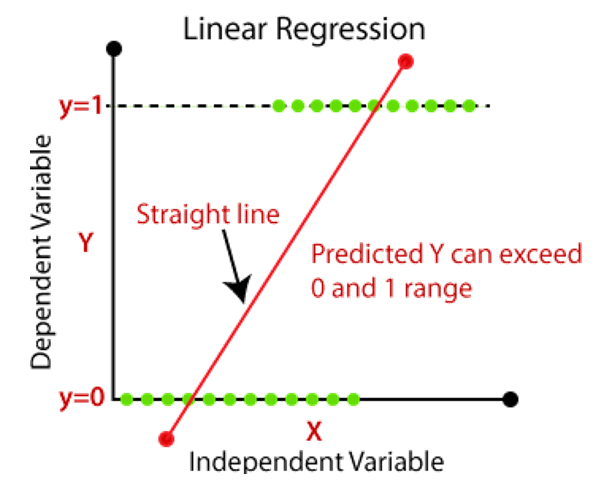 Linear Regression
y=1
Dependent Variable
Y
Straight line
Predicted Y can exceed
0 and 1 range
y=0
X
Independent Variable